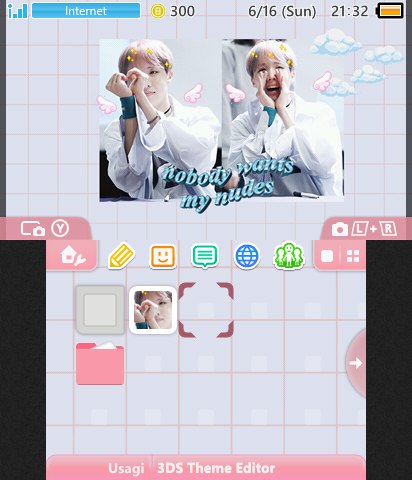 Internet 300 6/16 (Sun) 21:32
nobody wants
my nudes
Y L+R
Usagi 3DS Theme Editor